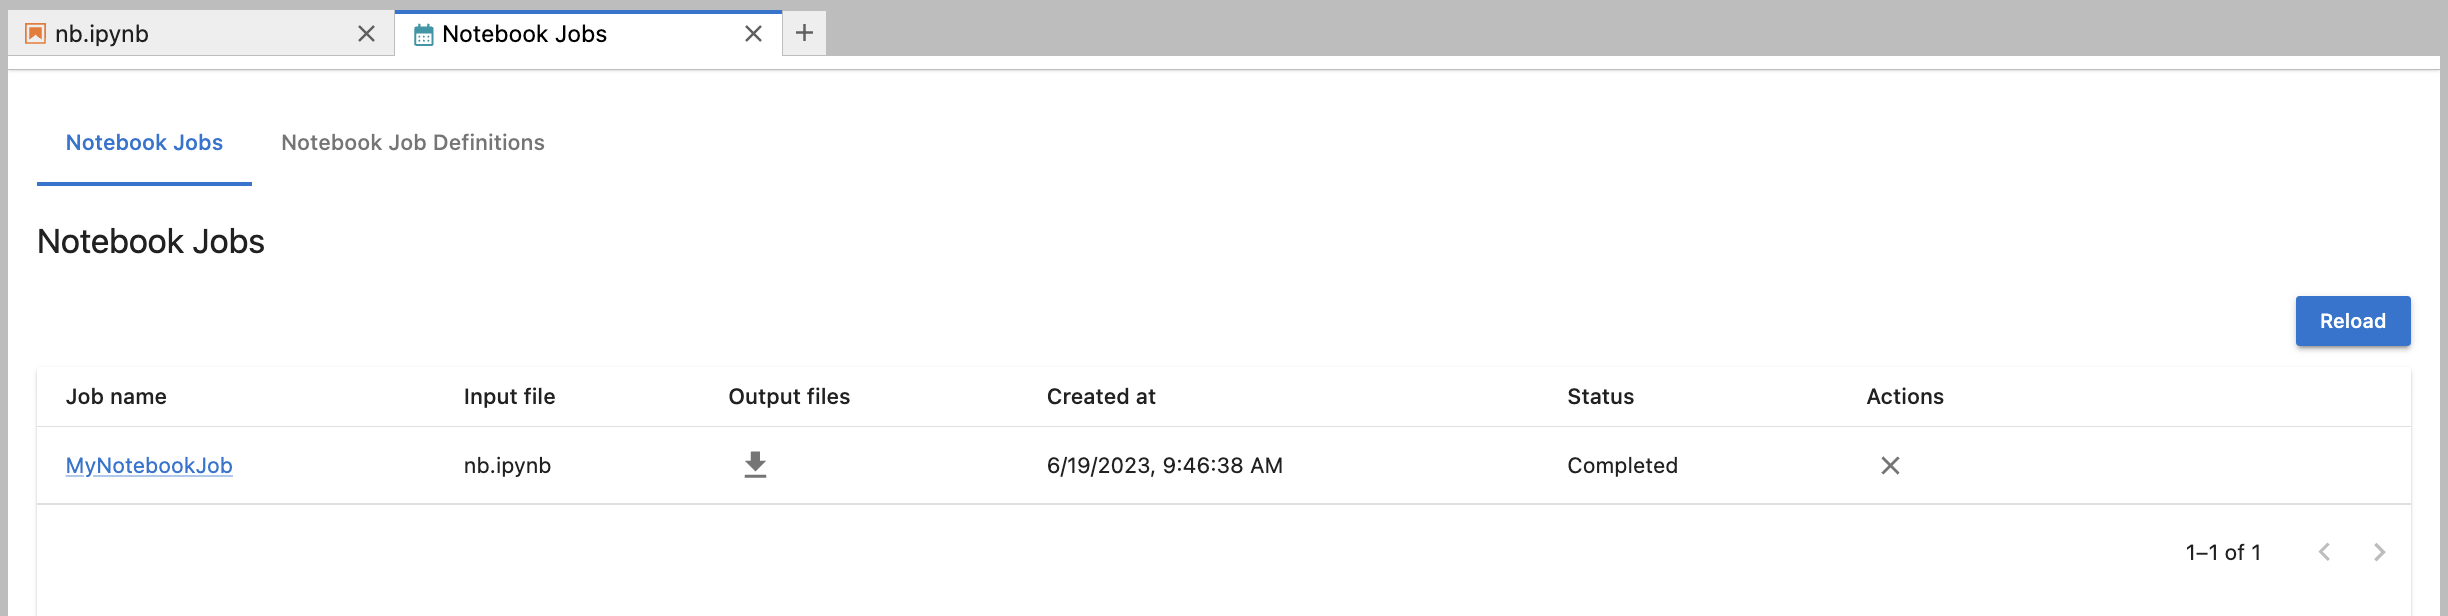 nb.ipynb Notebook Jobs
Notebook Jobs Notebook Job Definitions
Notebook Jobs
Reload
Job name Input file Output files Created at Status Actions
MyNotebookJob nb.ipynb 6/19/2023, 9:46:38 AM Completed
1–1 of 1